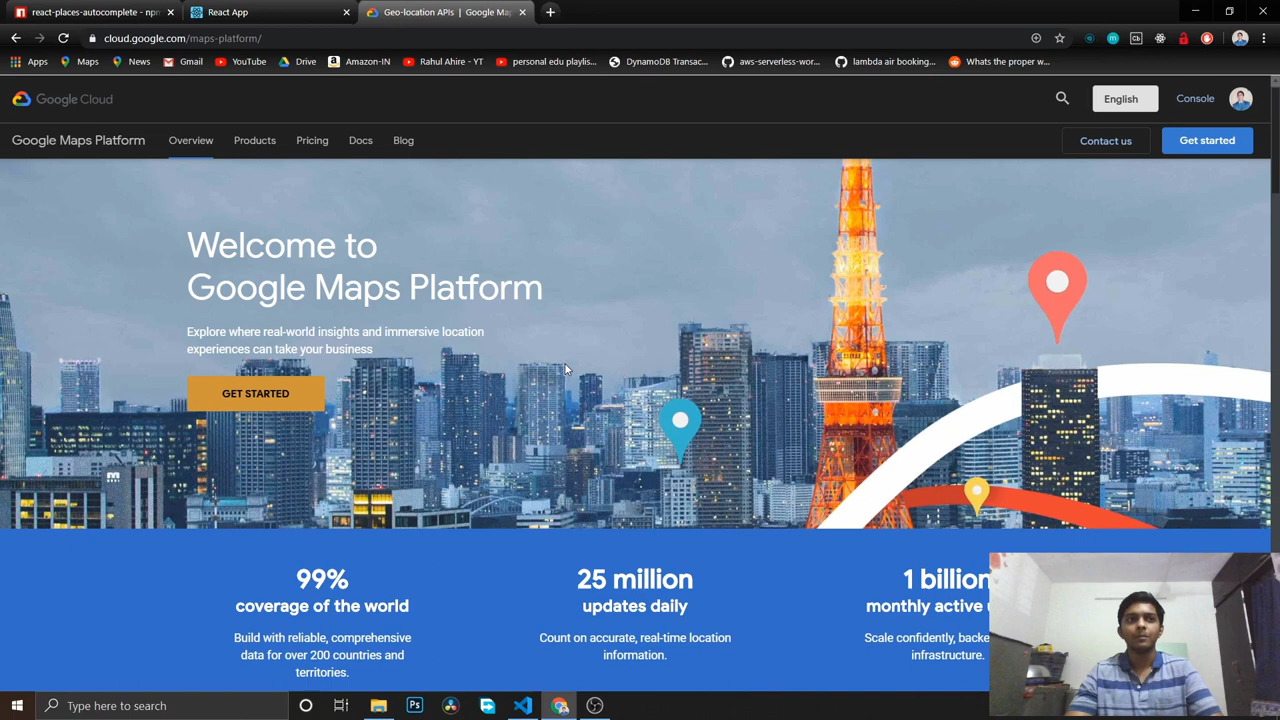 react-places-autocomplete - npm
React App
Geo-location APIs | Google Map
cloud.google.com/maps-platform/
Apps
Maps
News
Gmail
YouTube
Drive
Amazon-IN
Rahul Ahire - YT
personal edu playlis...
DynamoDB Transac...
aws-serverless-wor...
lambda air booking...
Whats the proper w...
Google Cloud
English
Console
Google Maps Platform
Overview
Products
Pricing
Docs
Blog
Contact us
Get started
Welcome to
Google Maps Platform
Explore where real-world insights and immersive location
experiences can take your business
GET STARTED
99%
coverage of the world
Build with reliable, comprehensive
data for over 200 countries and
territories.
25 million
updates daily
Count on accurate, real-time location
information.
1 billion
monthly active
Scale confidently, backe
infrastructure.
Type here to search